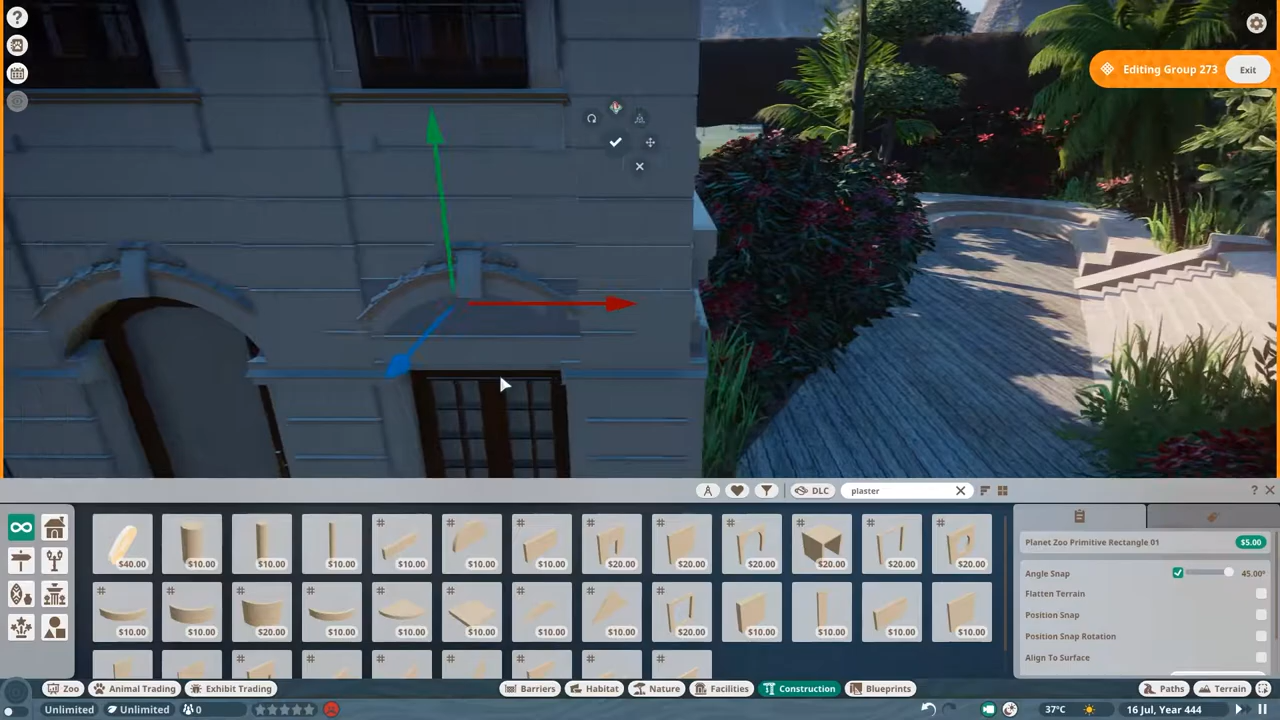 ?
Editing Group 273 Exit
DLC plaster ?
$40.00 $10.00 $10.00 $10.00 $10.00 $10.00 $10.00 $20.00 $10.00 $20.00 $20.00 $20.00 $20.00
$10.00 $10.00 $20.00 $10.00 $10.00 $10.00 $10.00 $10.00 $20.00 $10.00 $10.00 $10.00 $10.00
Planet Zoo Primitive Rectangle 01 $5.00
Angle Snap 45.00°
Flatten Terrain
Position Snap
Position Snap Rotation
Align To Surface
Zoo Animal Trading Exhibit Trading Barriers Habitat Nature Facilities Construction Blueprints Paths Terrain
Unlimited Unlimited 0 37°C 16 Jul, Year 444